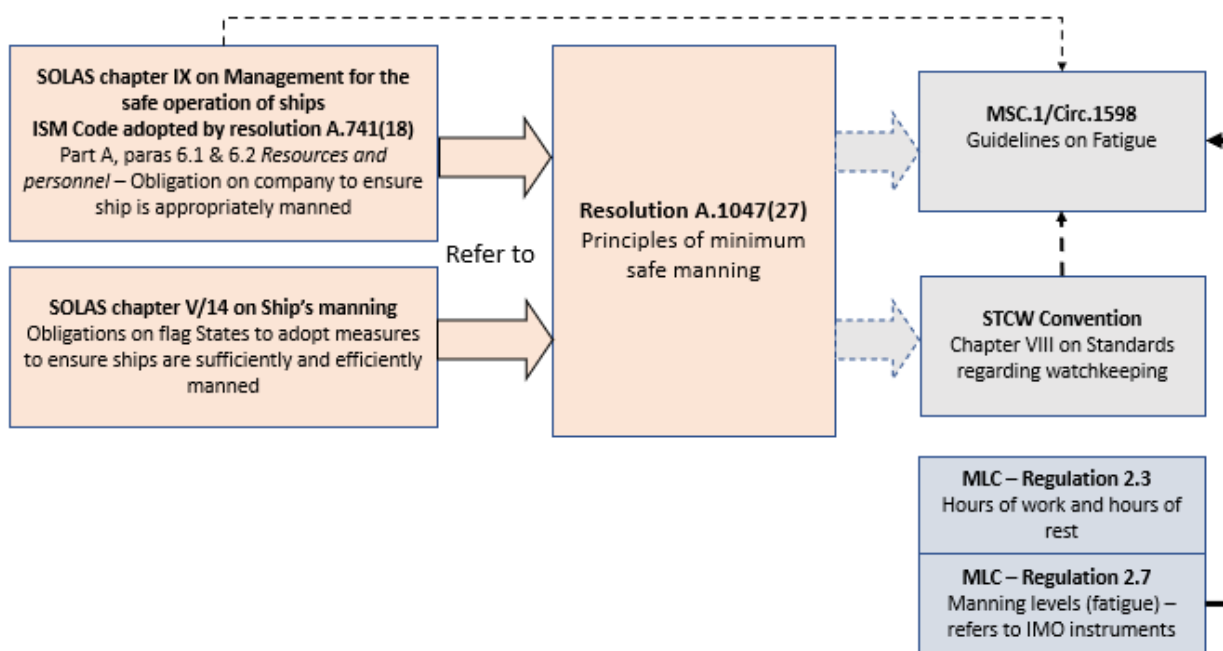 SOLAS chapter IX on Management for the
safe operation of ships
ISM Code adopted by resolution A.741(18)
Part A, paras 6.1 & 6.2 Resources and
personnel – Obligation on company to ensure
ship is appropriately manned
SOLAS chapter V/14 on Ship's manning
Obligations on flag States to adopt measures
to ensure ships are sufficiently and efficiently
manned
Refer to
Resolution A.1047(27)
Principles of minimum
safe manning
MSC.1/Circ.1598
Guidelines on Fatigue
STCW Convention
Chapter VIII on Standards
regarding watchkeeping
MLC – Regulation 2.3
Hours of work and hours of
rest
MLC – Regulation 2.7
Manning levels (fatigue) –
refers to IMO instruments